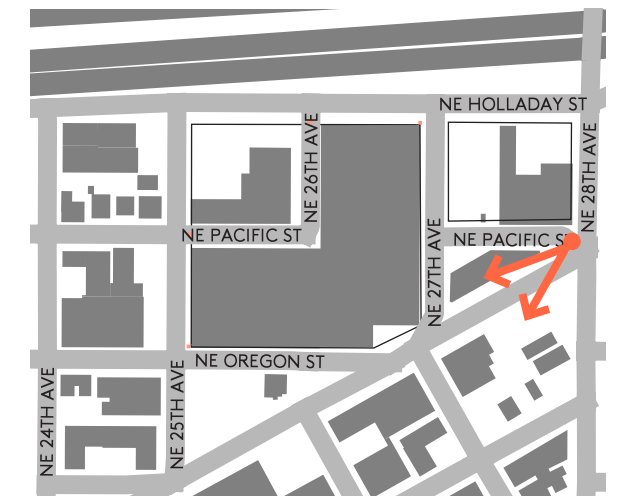 NE HOLLADAY ST
NE 26TH AVE
NE 28TH AVE
NE PACIFIC ST
NE PACIFIC ST
NE 27TH AVE
NE OREGON ST
NE 24TH AVE
NE 25TH AVE